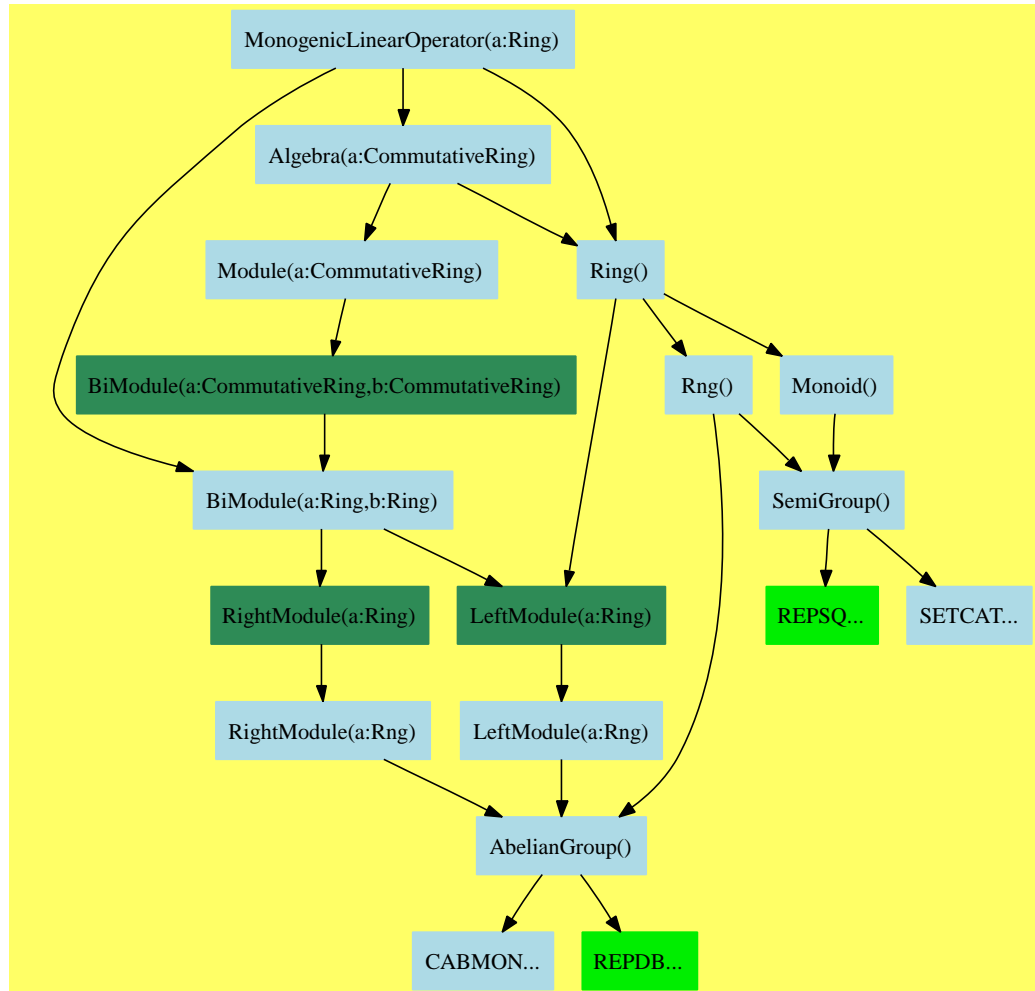 MonogenicLinearOperator(a:Ring)
Algebra(a:CommutativeRing)
Module(a:CommutativeRing)
Ring()
BiModule(a:CommutativeRing,b:CommutativeRing)
Rng()
Monoid()
BiModule(a:Ring,b:Ring)
SemiGroup()
RightModule(a:Ring)
LeftModule(a:Ring)
REPSQ...
SETCAT...
RightModule(a:Rng)
LeftModule(a:Rng)
AbelianGroup()
CABMON...
REPDB...